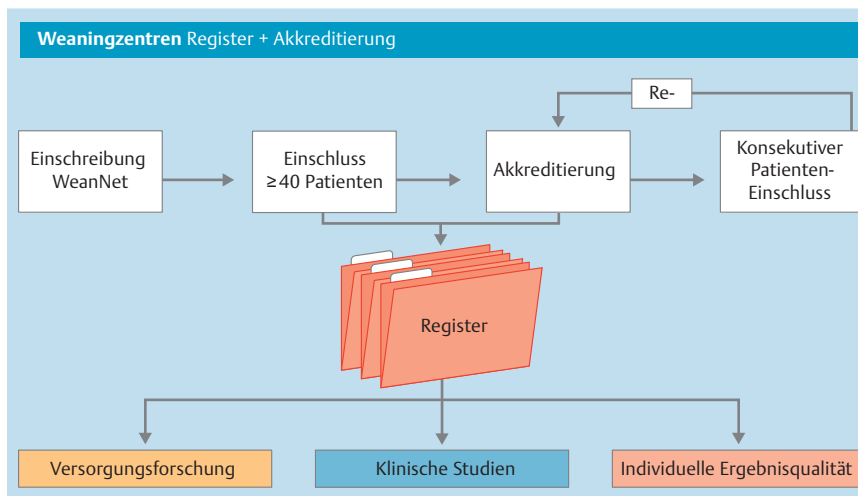 Weaningzentren Register + Akkreditierung
Re-
Einschreibung
WeanNet
Einschluss
≥40 Patienten
Akkreditierung
Konsekutiver
Patienten-
Einschluss
Register
Versorgungsforschung
Klinische Studien
Individuelle Ergebnisqualität